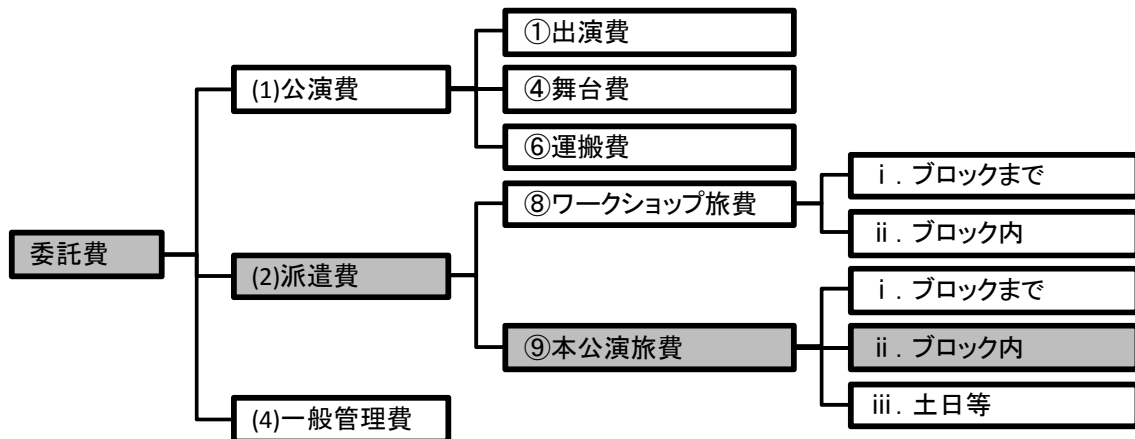 ①出演費
(1)公演費
④舞台費
⑥運搬費
ⅰ．ブロックまで
⑧ワークショップ旅費
ⅱ．ブロック内
委託費
(2)派遣費
ⅰ．ブロックまで
⑨本公演旅費
ⅱ．ブロック内
ⅲ．土日等
(4)一般管理費